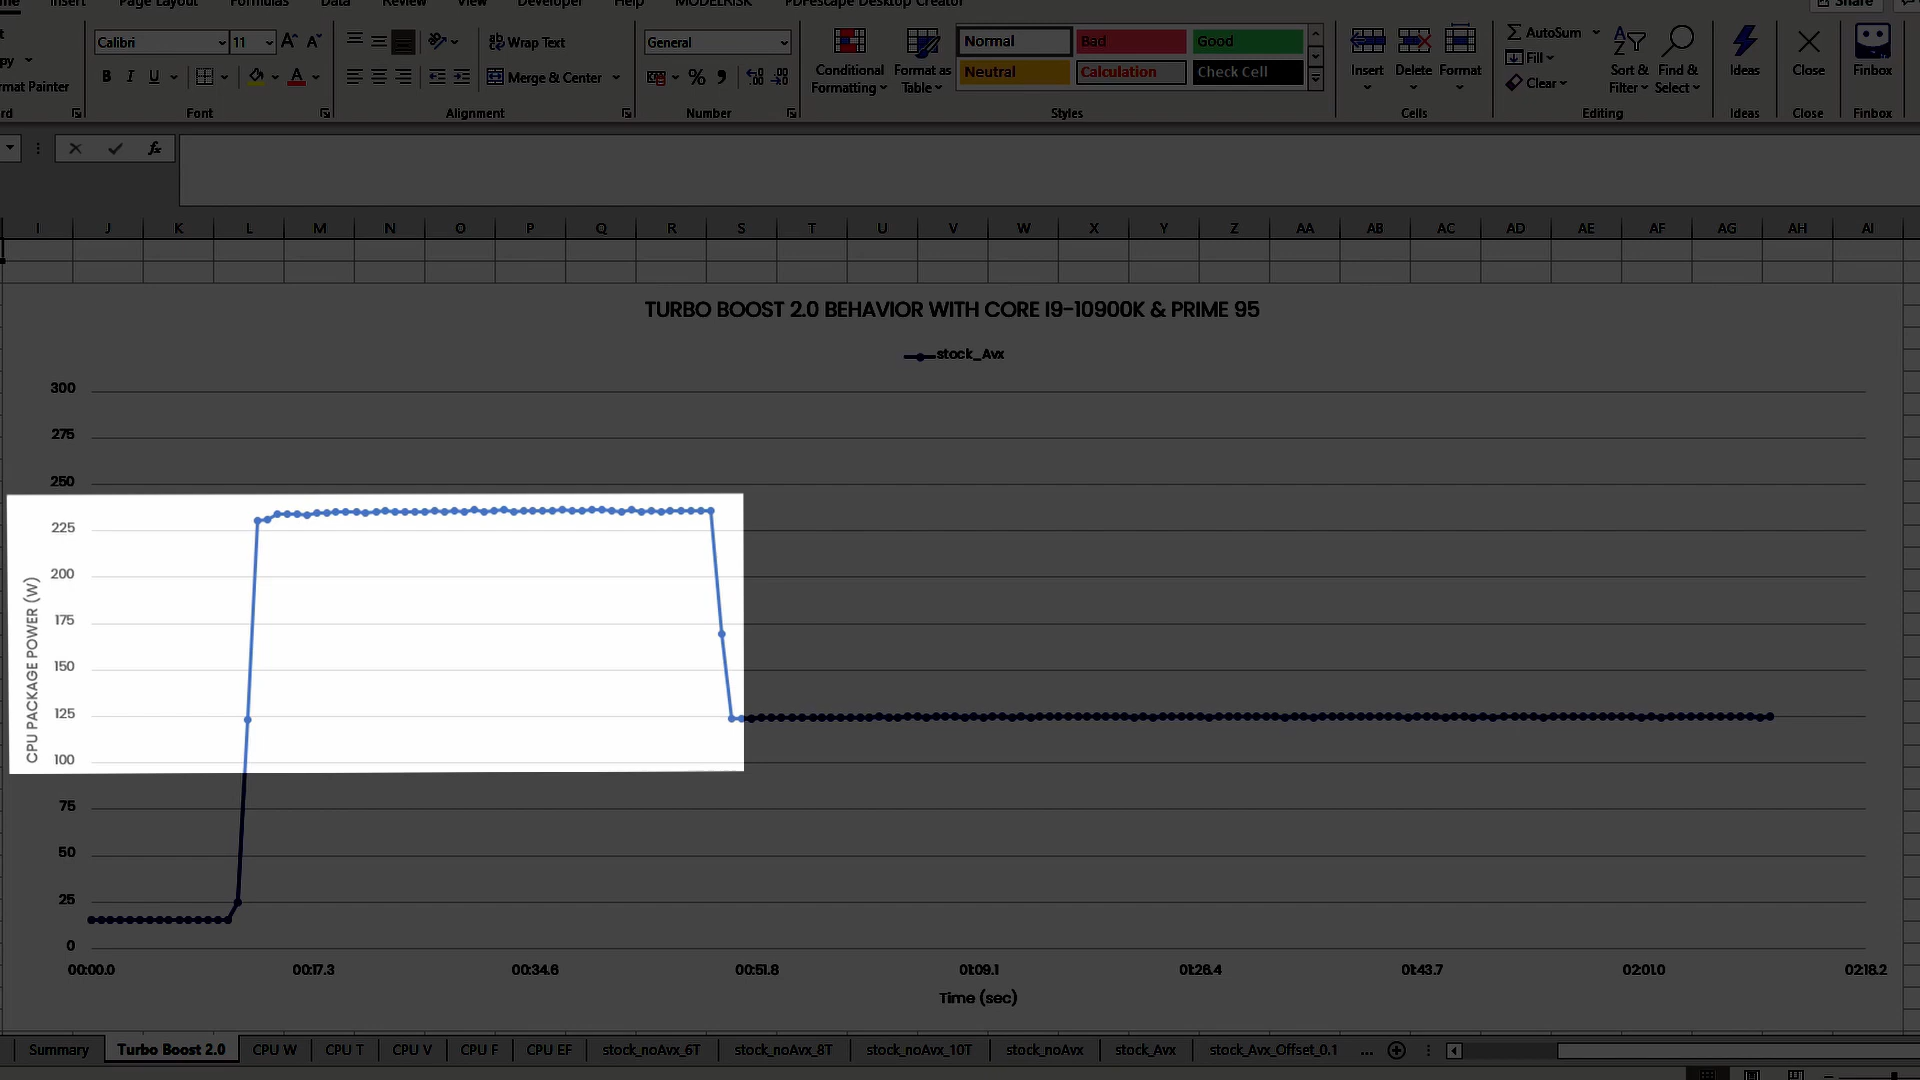 Insert Page Layout Formulas Data Review View Developer Help MODELRISK PDFescape Desktop Creator Share
Calibri 11 Wrap Text General Normal Bad Good AutoSum
B I U Merge & Center % Conditional Formatting Format as Table Neutral Calculation Check Cell Insert Delete Format Fill Sort & Filter Find & Select Ideas Close Finbox
mat Painter Clear
Font Alignment Number Styles Cells Editing Ideas Close Finbox
fx
I J K L M N O P Q R S T U V W X Y Z AA AB AC AD AE AF AG AH AI
TURBO BOOST 2.0 BEHAVIOR WITH CORE I9-10900K & PRIME 95
stock_Avx
300
275
250
225
200
175
150
125
100
75
50
25
0
CPU PACKAGE POWER (W)
00:00.0 00:17.3 00:34.6 00:51.8 01:09.1 01:26.4 01:43.7 02:01.0 02:18.2
Time (sec)
Summary Turbo Boost 2.0 CPU W CPU T CPU V CPU F CPU EF stock_noAvx_6T stock_noAvx_8T stock_noAvx_10T stock_noAvx stock_Avx stock_Avx_Offset_0.1 ...